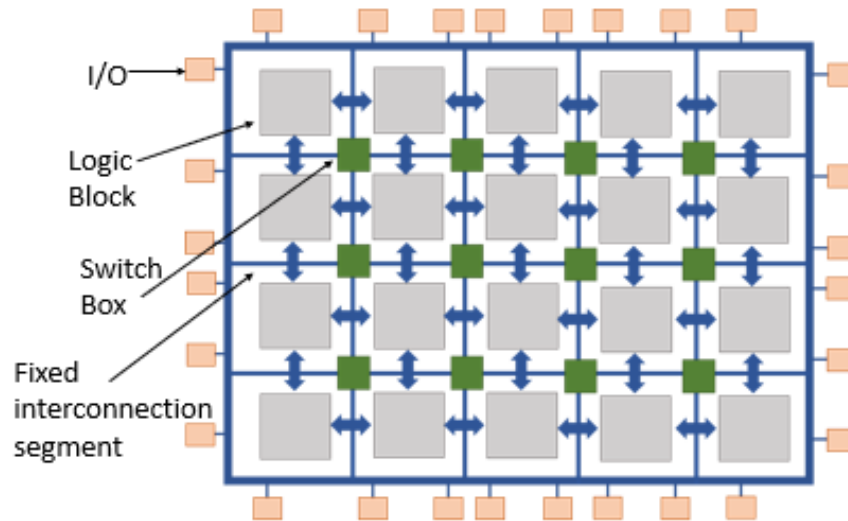 I/O
Logic
Block
Switch
Box
Fixed
interconnection
segment